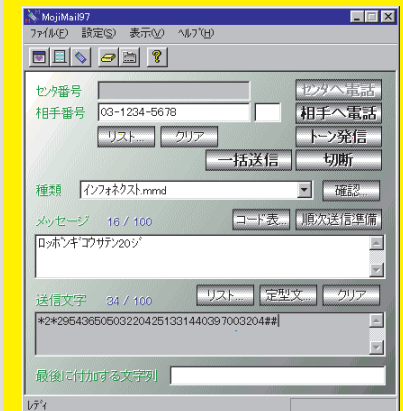 MojiMail97
ファイル(F) 設定(S) 表示(V) ヘルプ(H)
センタ番号 センタへ電話
相手番号 03-1234-5678 相手へ電話
リスト... クリア トーン発信
一括送信 切断
種類 インフォネクスト.mmd 確認...
メッセージ 16 / 100 コード表... 順次送信準備
ロッポンギコウサテン20ジ
送信文字 34 / 100 リスト... 定型文... クリア
*2*295436505032204251331440397003204##
最後に付加する文字列
レディ